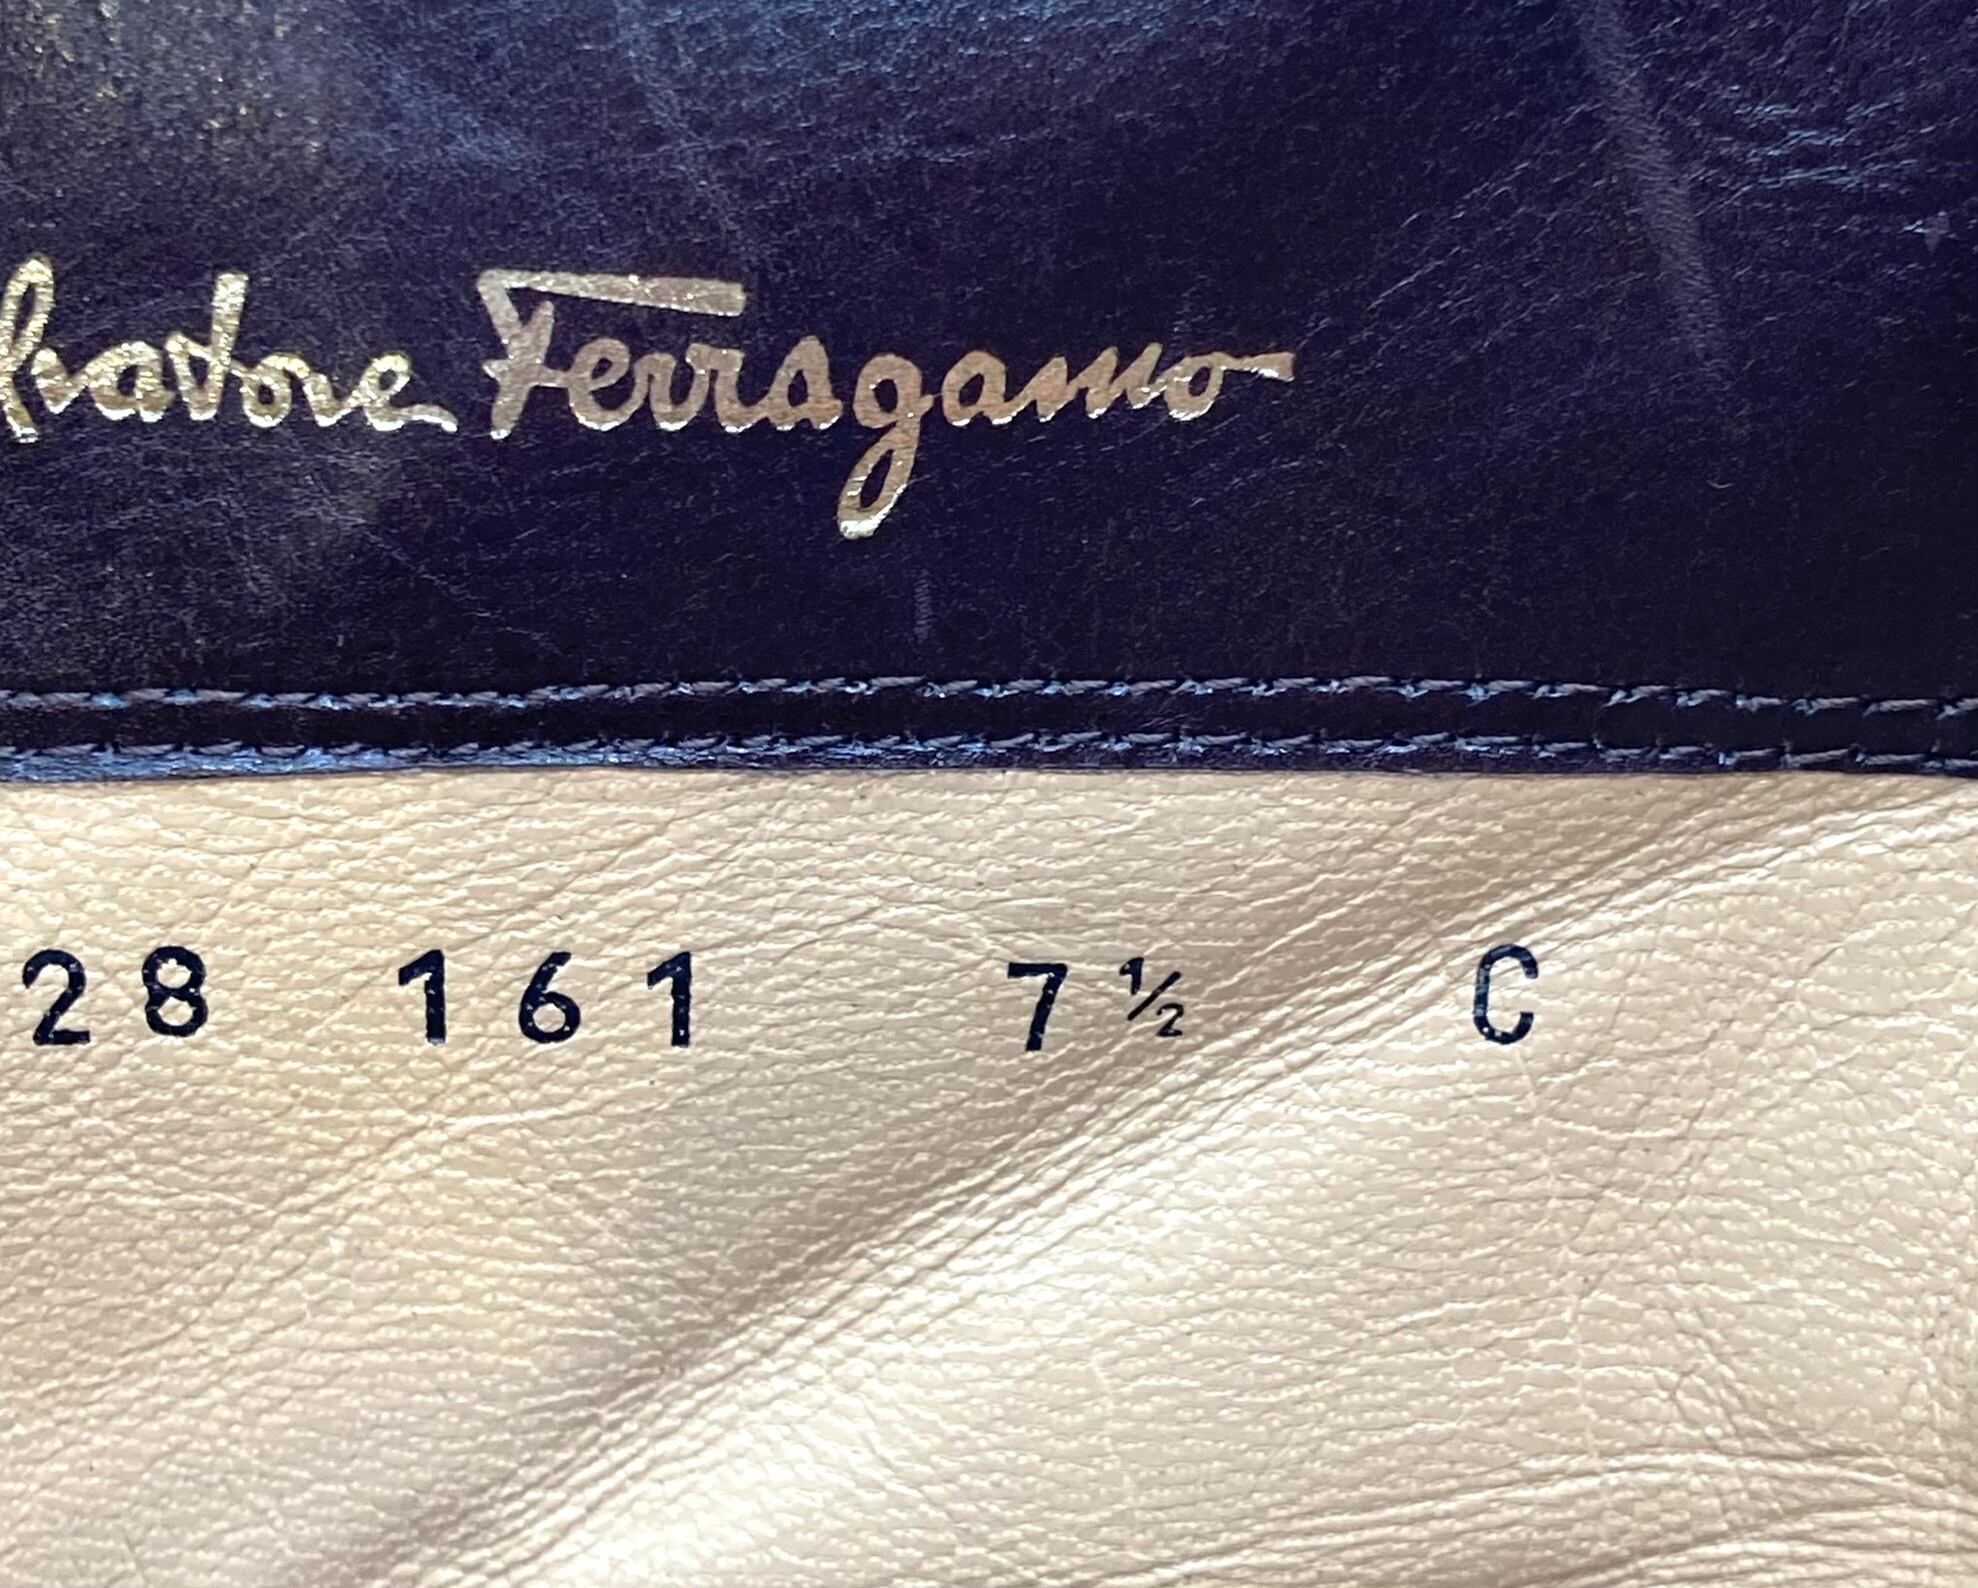 lvatore Ferragamo
28 161 7½ C